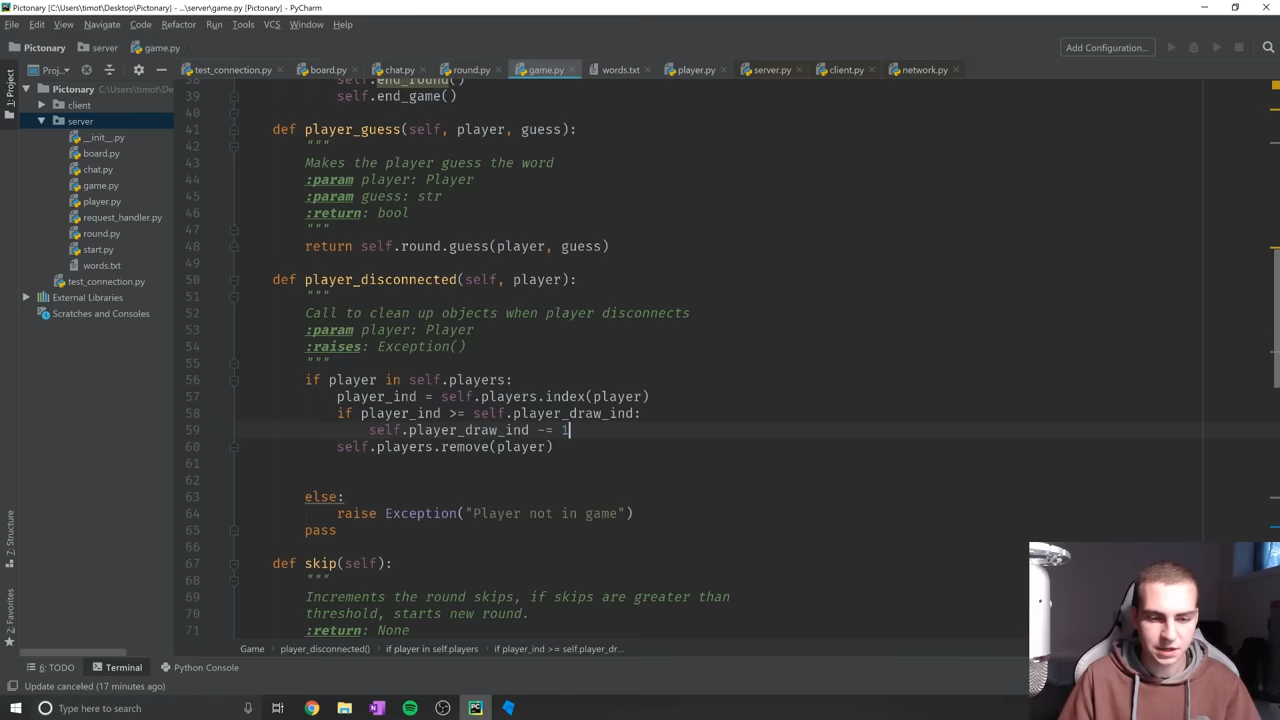 Pictonary [C:\Users\timot\Desktop\Pictonary] - ...\server\game.py [Pictonary] - PyCharm
File Edit View Navigate Code Refactor Run Tools VCS Window Help
Pictonary server game.py Add Configuration...
1: Project
Proj... test_connection.py board.py chat.py round.py game.py words.txt player.py server.py client.py network.py
Pictonary C:\Users\timot\De
client
server
__init__.py
board.py
chat.py
game.py
player.py
request_handler.py
round.py
start.py
words.txt
test_connection.py
External Libraries
Scratches and Consoles
38 self.end_round()
39 self.end_game()
40
41 def player_guess(self, player, guess):
42 """
43 Makes the player guess the word
44 :param player: Player
45 :param guess: str
46 :return: bool
47 """
48 return self.round.guess(player, guess)
49
50 def player_disconnected(self, player):
51 """
52 Call to clean up objects when player disconnects
53 :param player: Player
54 :raises: Exception()
55 """
56 if player in self.players:
57 player_ind = self.players.index(player)
58 if player_ind >= self.player_draw_ind:
59 self.player_draw_ind -= 1
60 self.players.remove(player)
61
62
63 else:
64 raise Exception("Player not in game")
65 pass
66
67 def skip(self):
68 """
69 Increments the round skips, if skips are greater than
70 threshold, starts new round.
71 :return: None
Game player_disconnected() if player in self.players if player_ind >= self.player_dr...
7: Structure
2: Favorites
6: TODO Terminal Python Console
Update canceled (17 minutes ago)
Type here to search